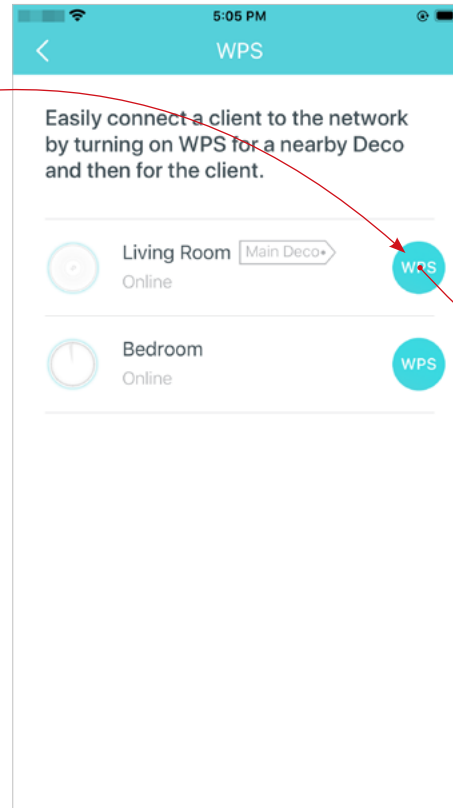 5:05 PM
WPS
Easily connect a client to the network
by turning on WPS for a nearby Deco
and then for the client.
Living Room Main Deco•
WPS
Online
Bedroom
WPS
Online